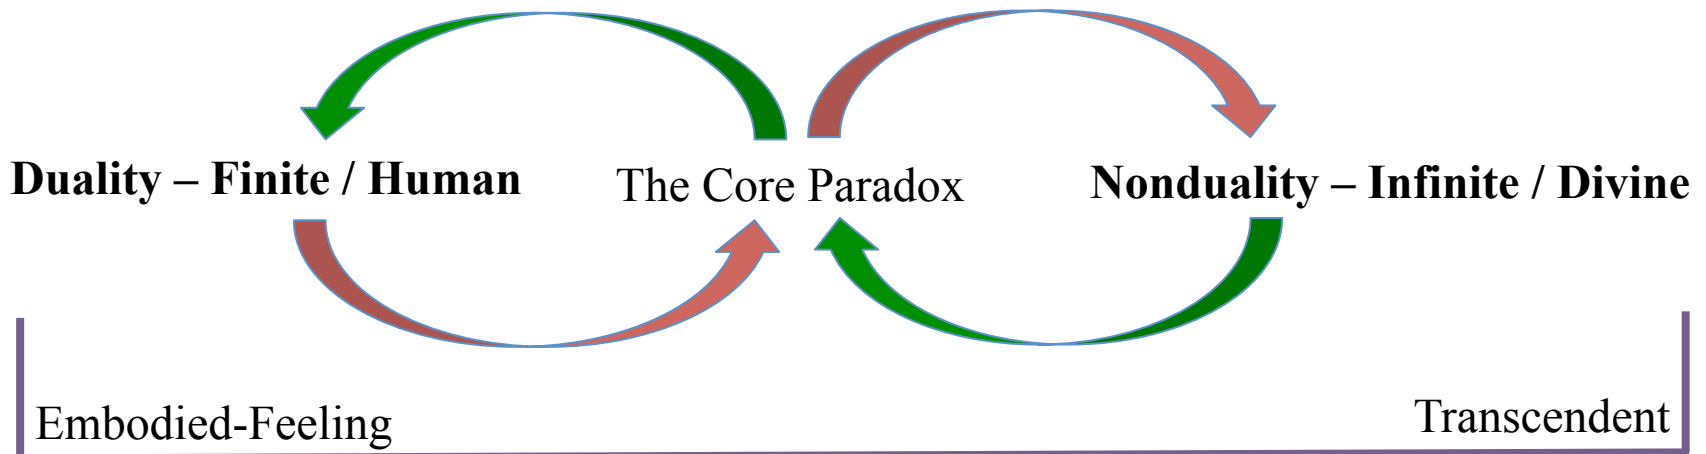 Duality – Finite / Human The Core Paradox Nonduality – Infinite / Divine
Embodied-Feeling Transcendent